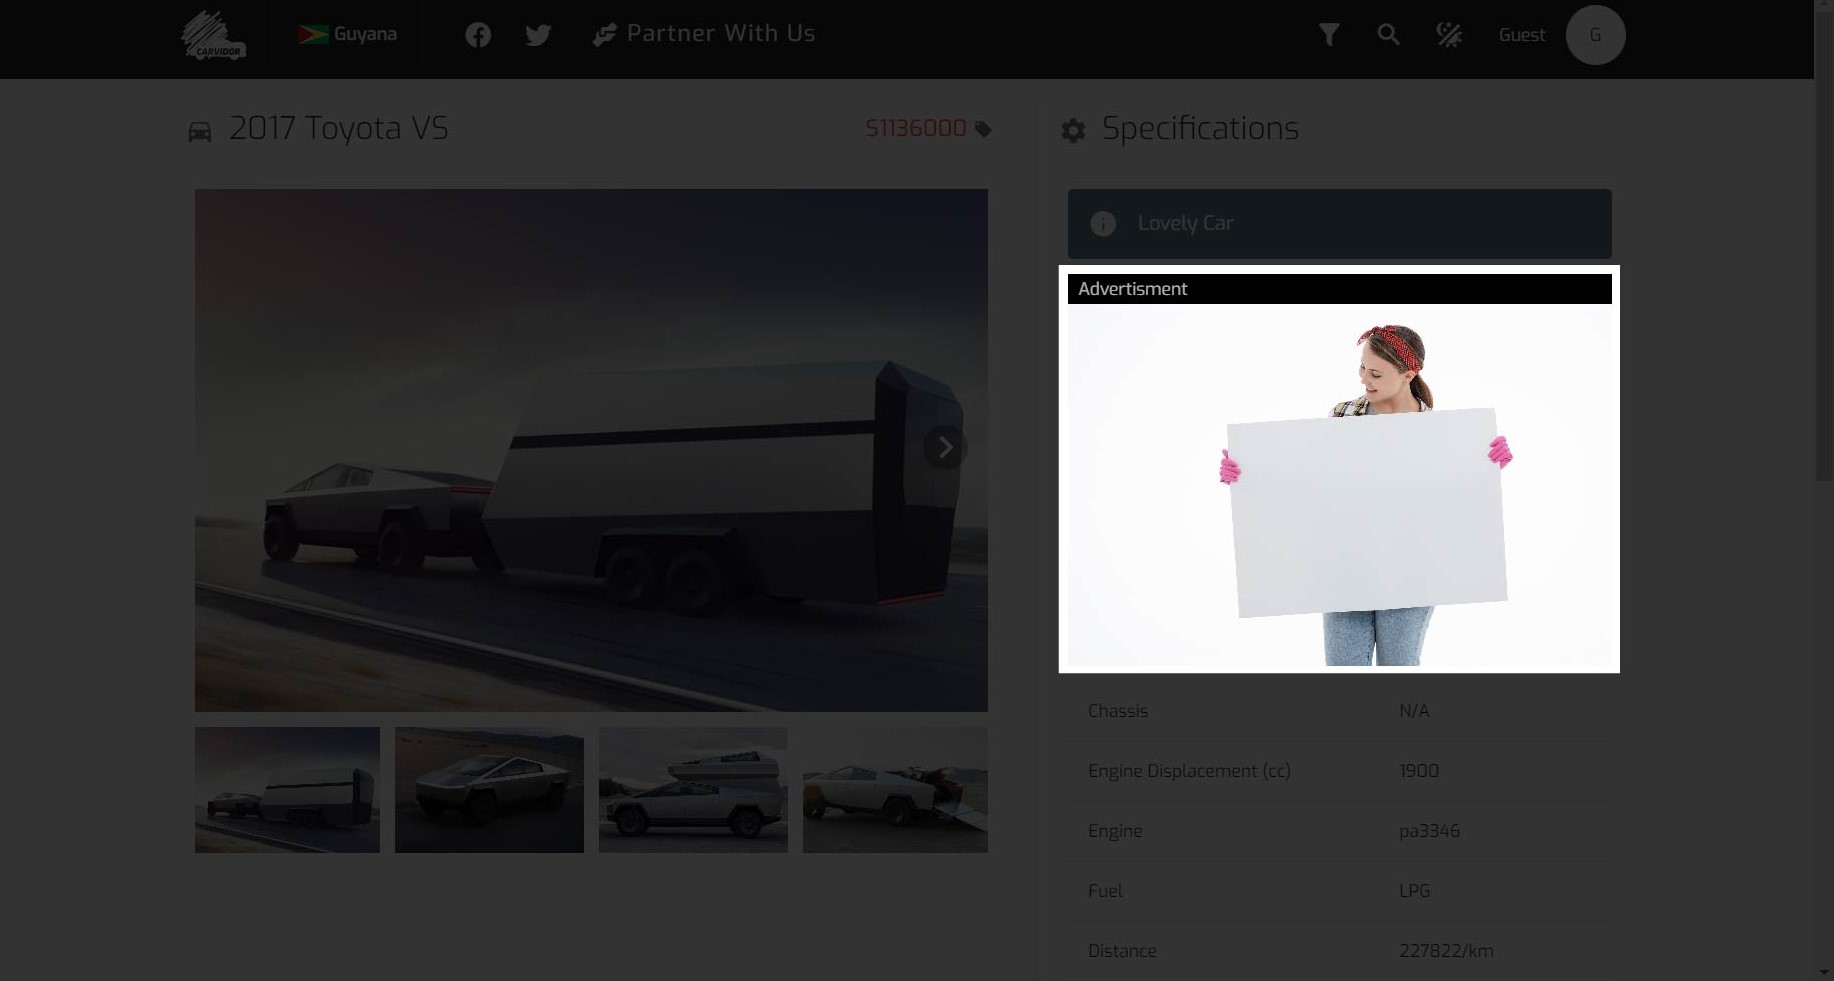 CARVIDOR
Guyana
Partner With Us
Guest
G
2017 Toyota VS
$1136000
Specifications
Lovely Car
Advertisment
Chassis N/A
Engine Displacement (cc) 1900
Engine pa3346
Fuel LPG
Distance 227822/km